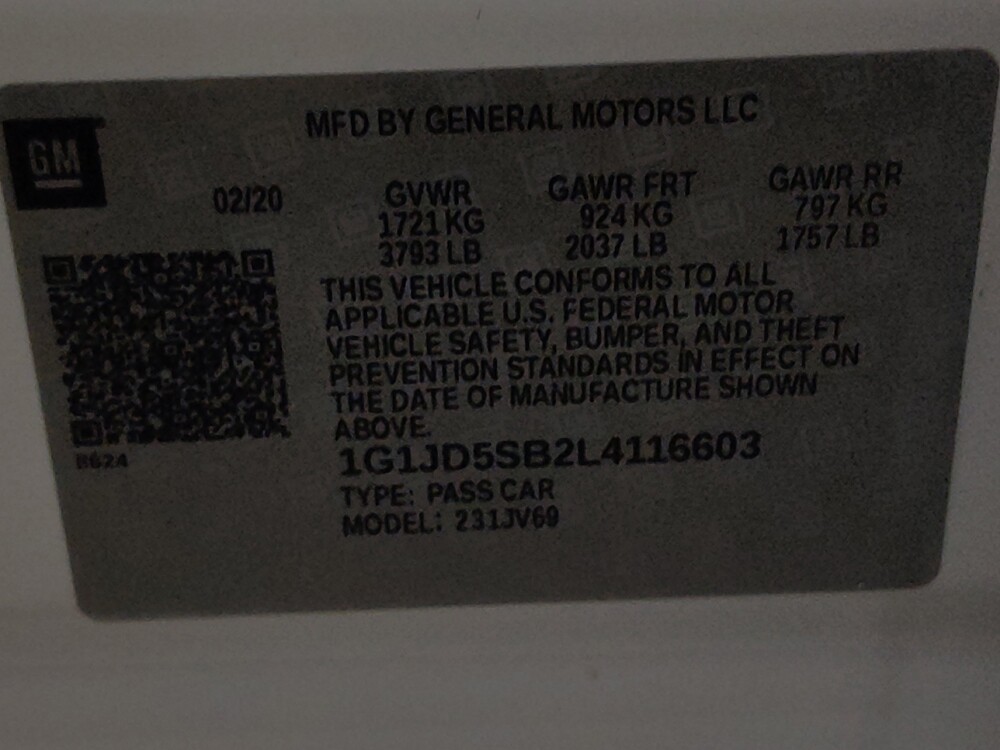 MFD BY GENERAL MOTORS LLC
GM
02/20
GVWR
1721 KG
3793 LB
GAWR FRT
924 KG
2037 LB
GAWR RR
797 KG
1757 LB
THIS VEHICLE CONFORMS TO ALL
APPLICABLE U.S. FEDERAL MOTOR
VEHICLE SAFETY, BUMPER, AND THEFT
PREVENTION STANDARDS IN EFFECT ON
THE DATE OF MANUFACTURE SHOWN
ABOVE.
1G1JD5SB2L4116603
TYPE: PASS CAR
MODEL: 231JV69